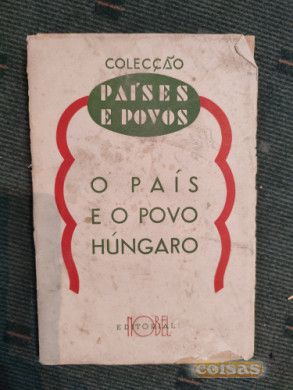 COLECÇÃO
PAÍSES
E POVOS
O PAÍS
E O POVO
HÚNGARO
EDITORIAL
NOBEL
coisas